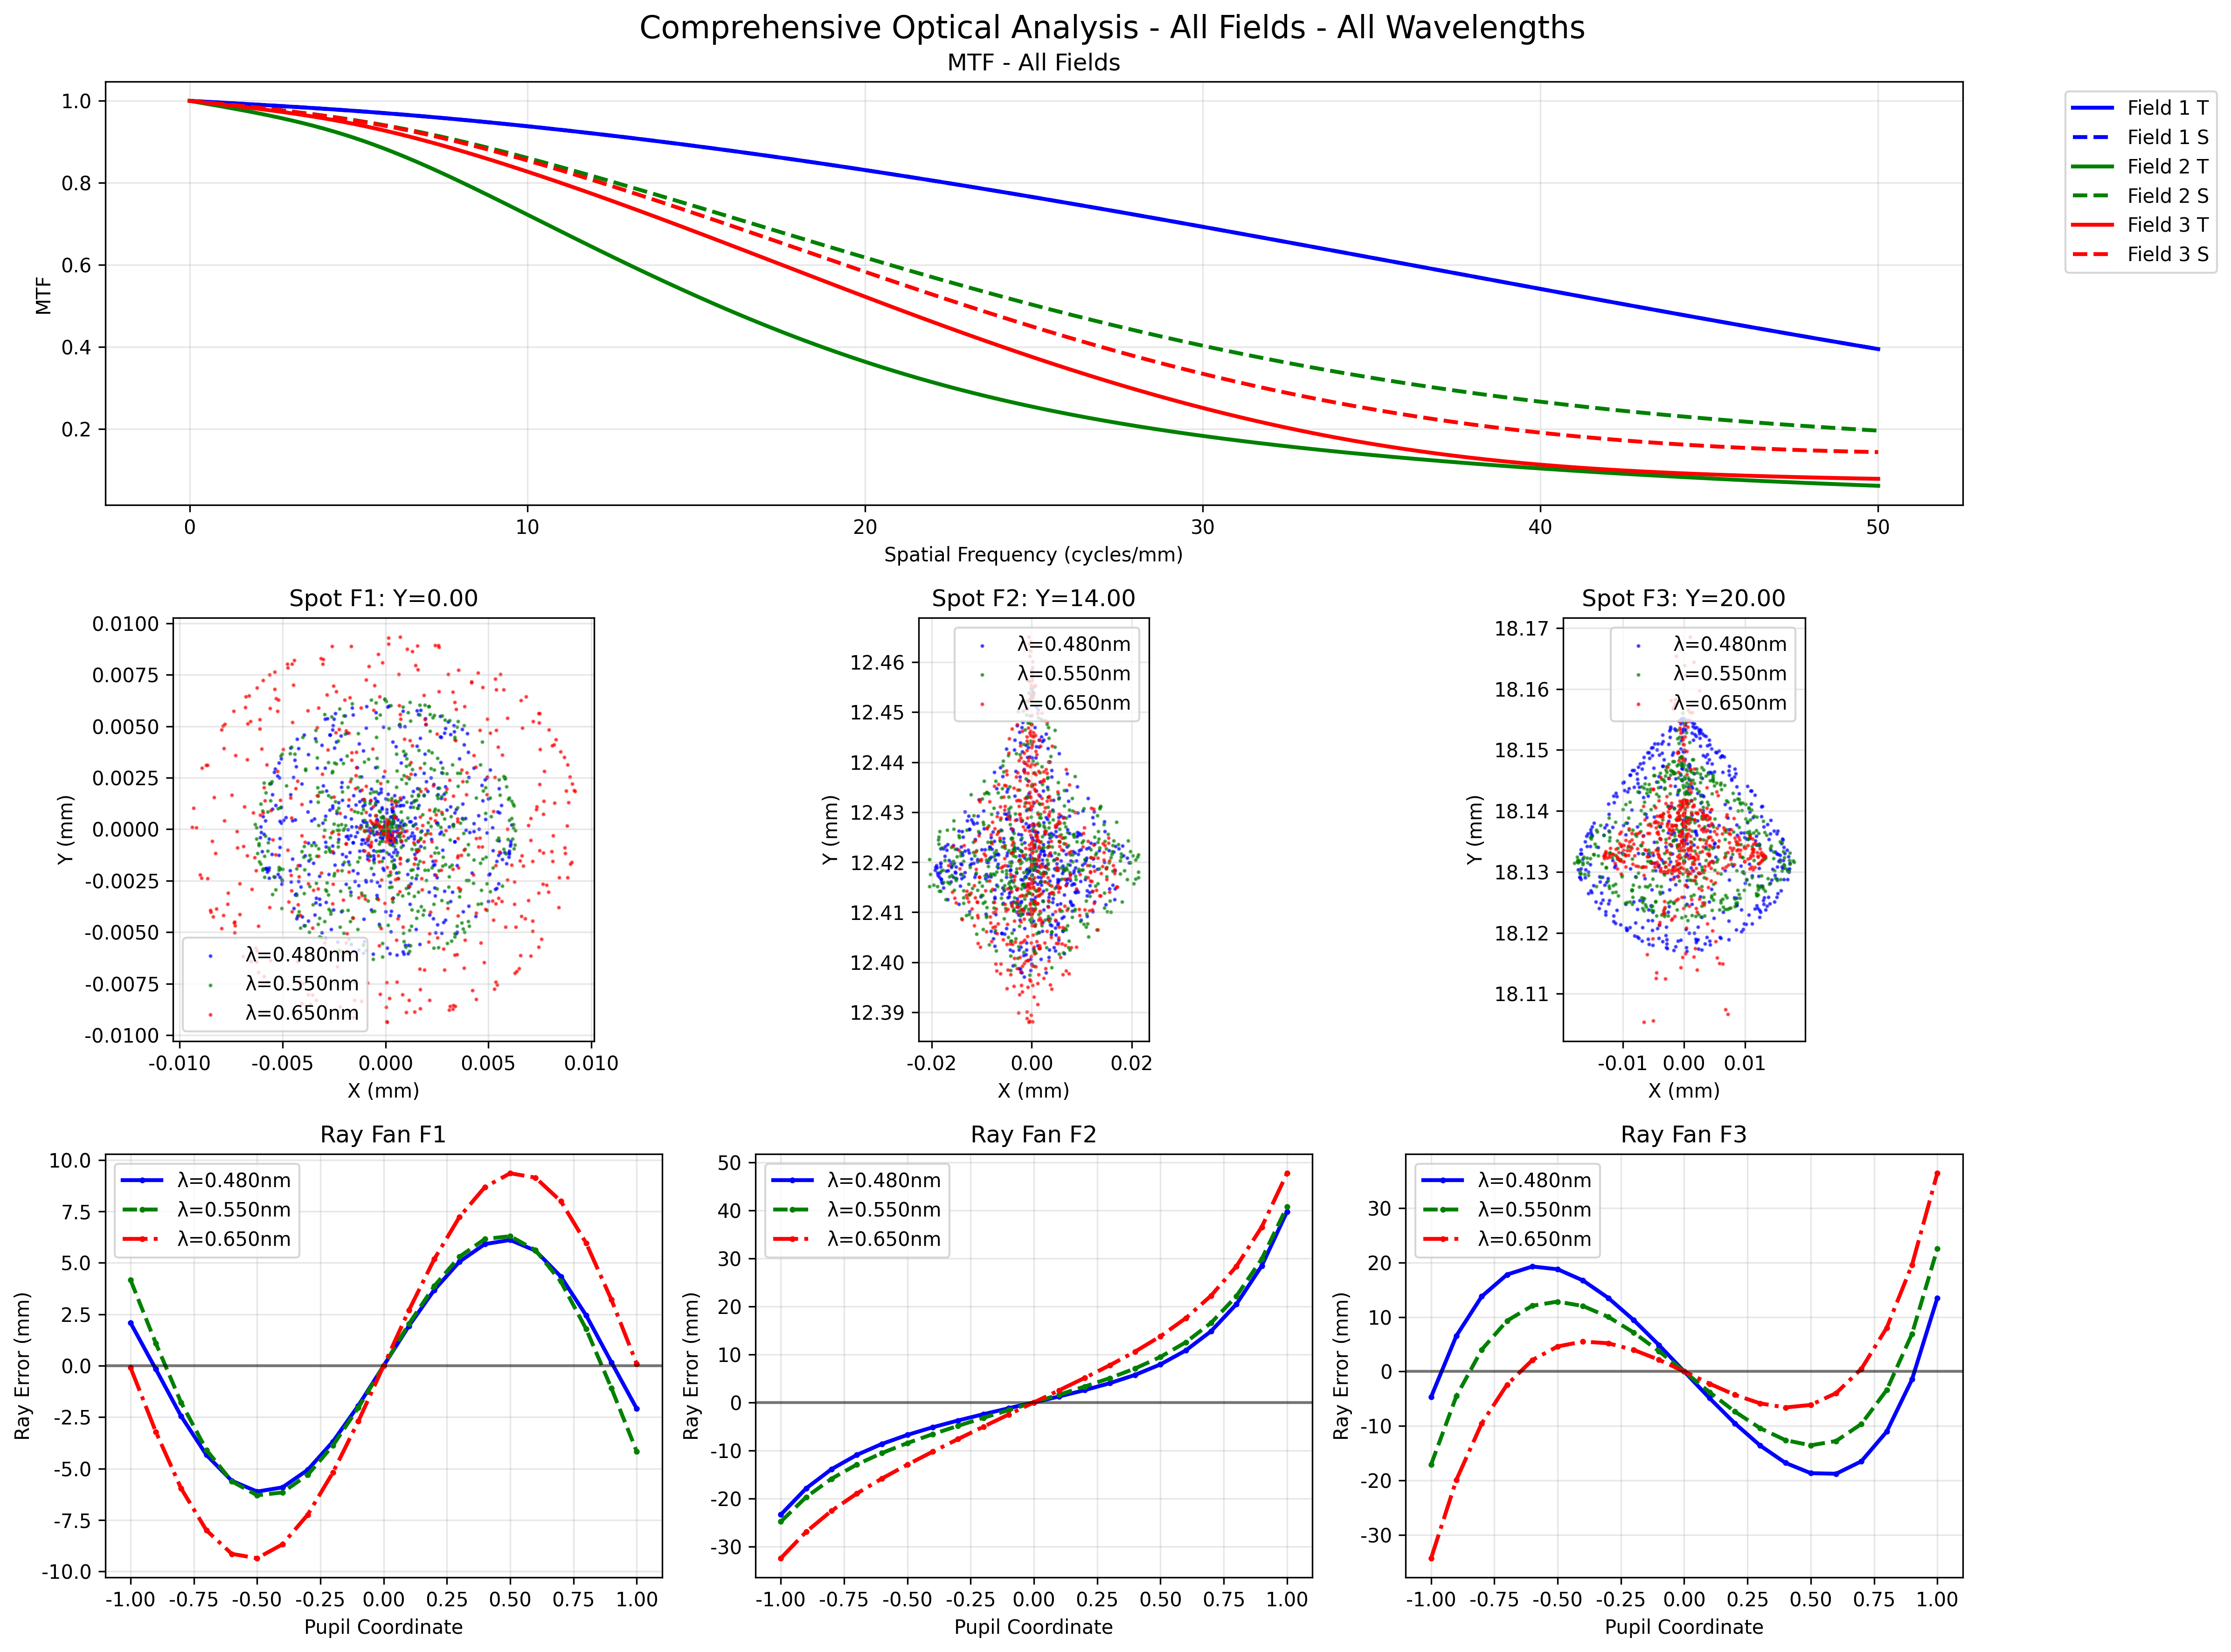 Comprehensive Optical Analysis - All Fields - All Wavelengths
MTF - All Fields
1.0
0.8
0.6
0.4
0.2
MTF
0 10 20 30 40 50
Spatial Frequency (cycles/mm)
Field 1 T
Field 1 S
Field 2 T
Field 2 S
Field 3 T
Field 3 S
Spot F1: Y=0.00
0.0100
0.0075
0.0050
0.0025
0.0000
-0.0025
-0.0050
-0.0075
-0.0100
Y (mm)
λ=0.480nm
λ=0.550nm
λ=0.650nm
-0.010 -0.005 0.000 0.005 0.010
X (mm)
Spot F2: Y=14.00
12.46
12.45
12.44
12.43
12.42
12.41
12.40
12.39
Y (mm)
λ=0.480nm
λ=0.550nm
λ=0.650nm
-0.02 0.00 0.02
X (mm)
Spot F3: Y=20.00
18.17
18.16
18.15
18.14
18.13
18.12
18.11
Y (mm)
λ=0.480nm
λ=0.550nm
λ=0.650nm
-0.01 0.00 0.01
X (mm)
Ray Fan F1
10.0
7.5
5.0
2.5
0.0
-2.5
-5.0
-7.5
-10.0
Ray Error (mm)
λ=0.480nm
λ=0.550nm
λ=0.650nm
-1.00 -0.75 -0.50 -0.25 0.00 0.25 0.50 0.75 1.00
Pupil Coordinate
Ray Fan F2
50
40
30
20
10
0
-10
-20
-30
Ray Error (mm)
λ=0.480nm
λ=0.550nm
λ=0.650nm
-1.00 -0.75 -0.50 -0.25 0.00 0.25 0.50 0.75 1.00
Pupil Coordinate
Ray Fan F3
30
20
10
0
-10
-20
-30
Ray Error (mm)
λ=0.480nm
λ=0.550nm
λ=0.650nm
-1.00 -0.75 -0.50 -0.25 0.00 0.25 0.50 0.75 1.00
Pupil Coordinate